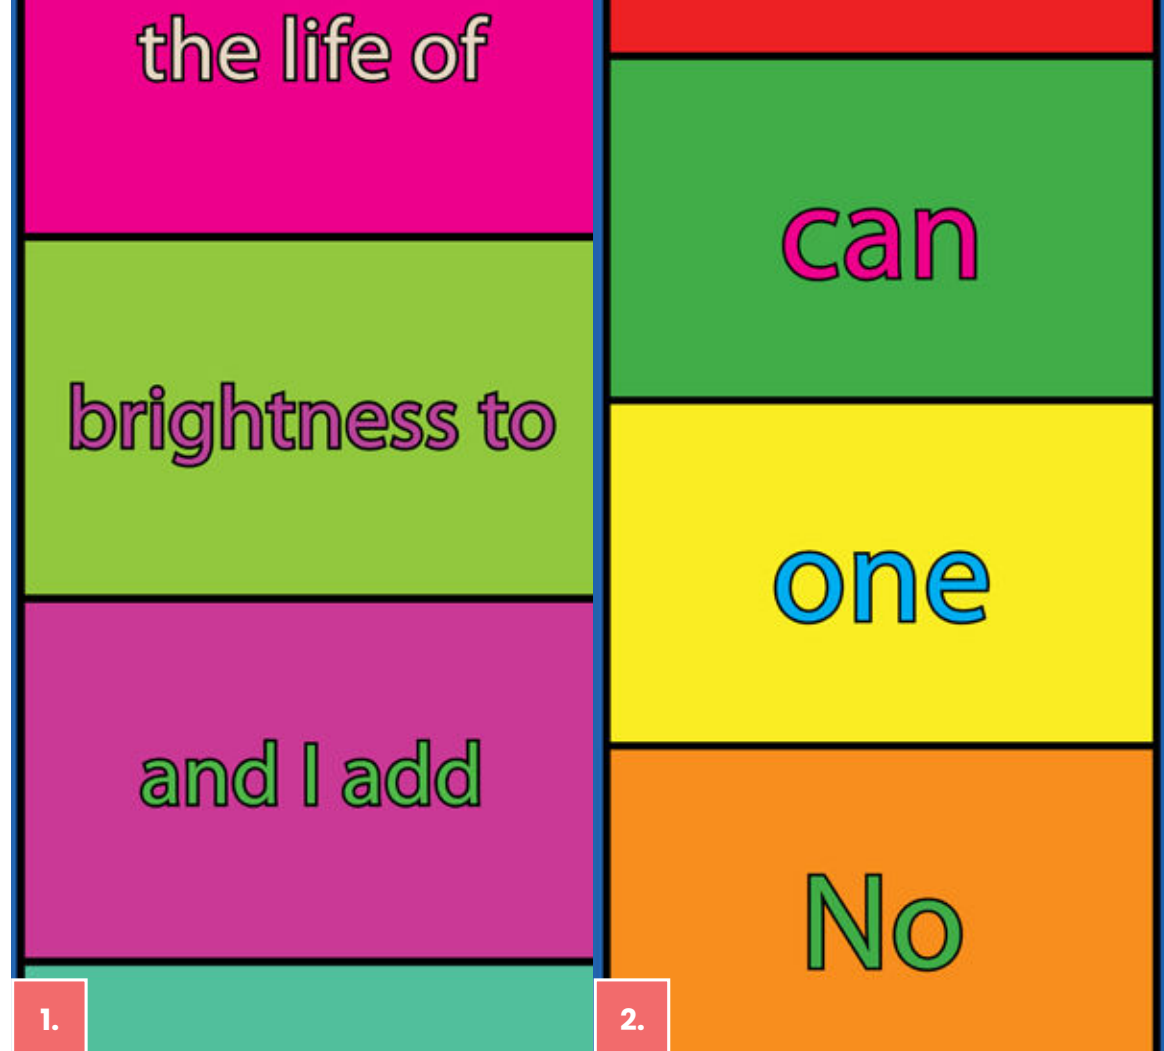 the life of
brightness to
and I add
1.
can
one
No
2.